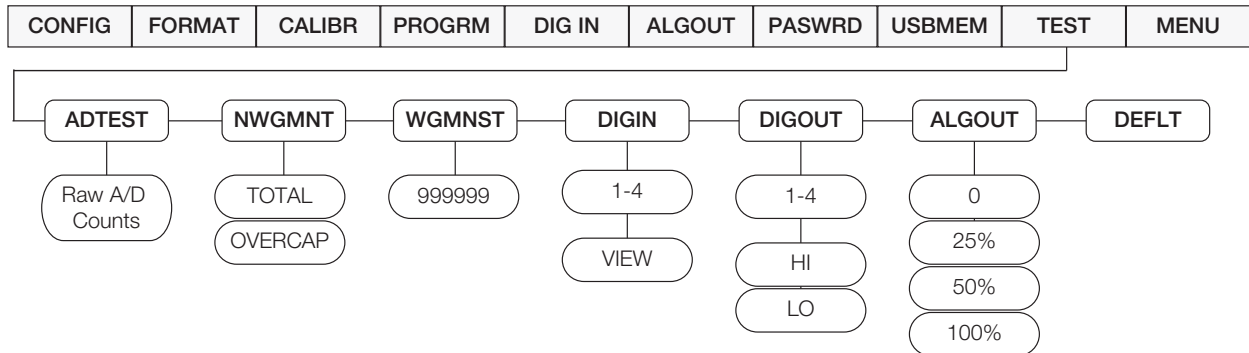 CONFIG FORMAT CALIBR PROGRM DIG IN ALGOUT PASWRD USBMEM TEST MENU
ADTEST NWGMNT WGMNST DIGIN DIGOUT ALGOUT DEFLT
Raw A/D
Counts
TOTAL
OVERCAP
999999
1-4
VIEW
1-4
HI
LO
0
25%
50%
100%